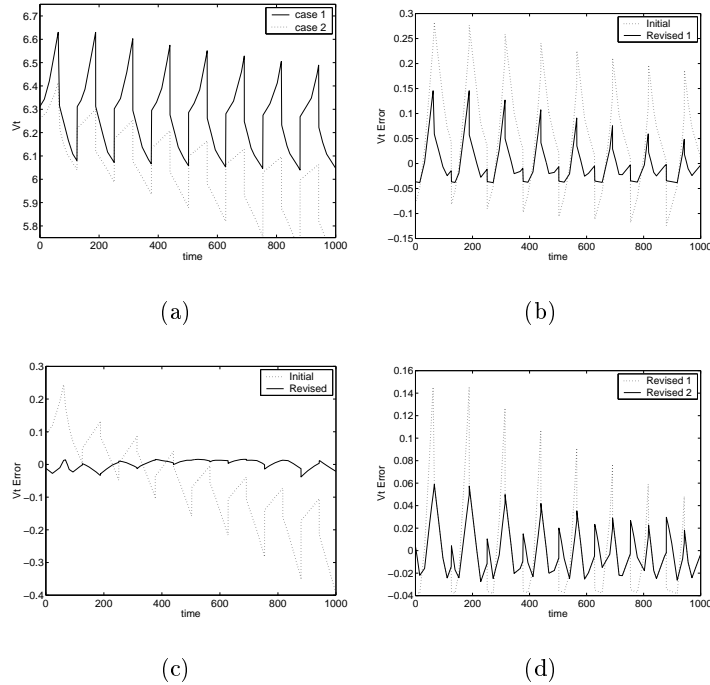 6.7
6.6
6.5
6.4
6.3
6.2
6.1
6
5.9
5.8
Vt
0 200 400 600 800 1000
time
case 1
case 2
(a)
0.3
0.25
0.2
0.15
0.1
0.05
0
−0.05
−0.1
−0.15
Vt Error
0 200 400 600 800 1000
time
Initial
Revised 1
(b)
0.3
0.2
0.1
0
−0.1
−0.2
−0.3
−0.4
Vt Error
0 200 400 600 800 1000
time
Initial
Revised
(c)
0.16
0.14
0.12
0.1
0.08
0.06
0.04
0.02
0
−0.02
−0.04
Vt Error
0 200 400 600 800 1000
time
Revised 1
Revised 2
(d)